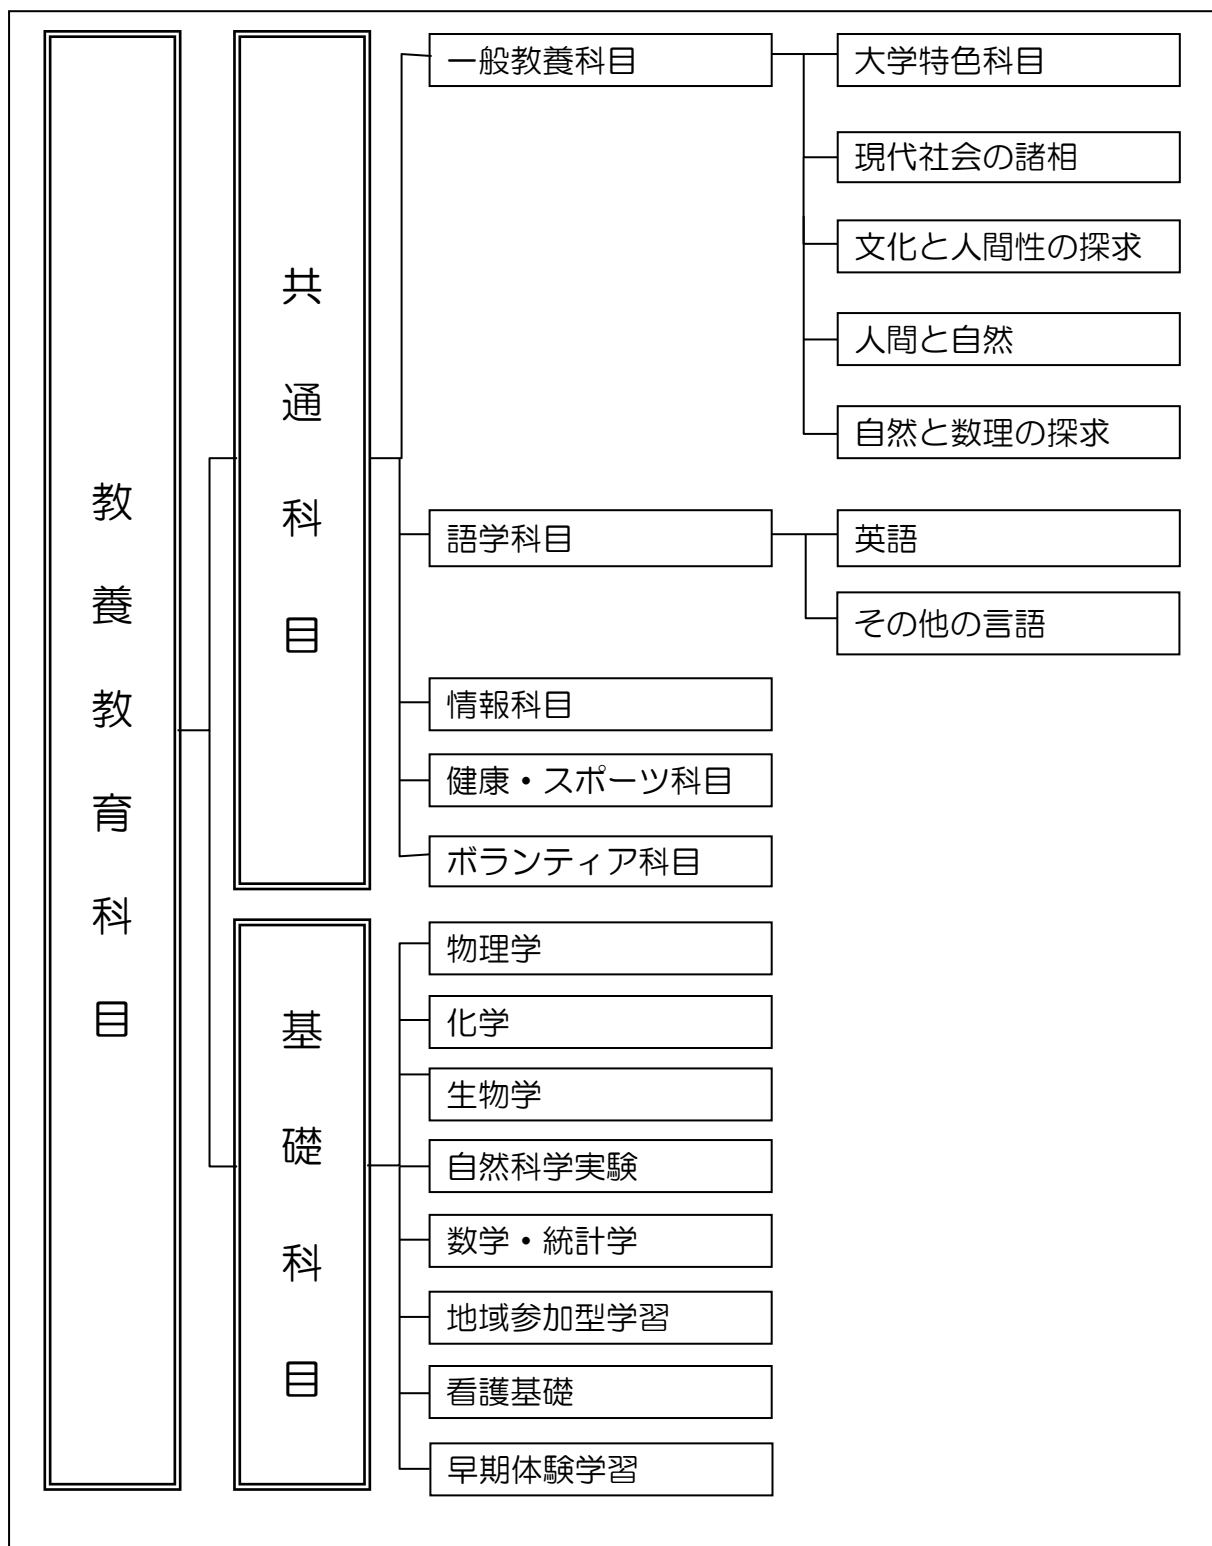 教養教育科目
共通科目
一般教養科目
大学特色科目
現代社会の諸相
文化と人間性の探求
人間と自然
自然と数理の探求
語学科目
英語
その他の言語
情報科目
健康・スポーツ科目
ボランティア科目
基礎科目
物理学
化学
生物学
自然科学実験
数学・統計学
地域参加型学習
看護基礎
早期体験学習